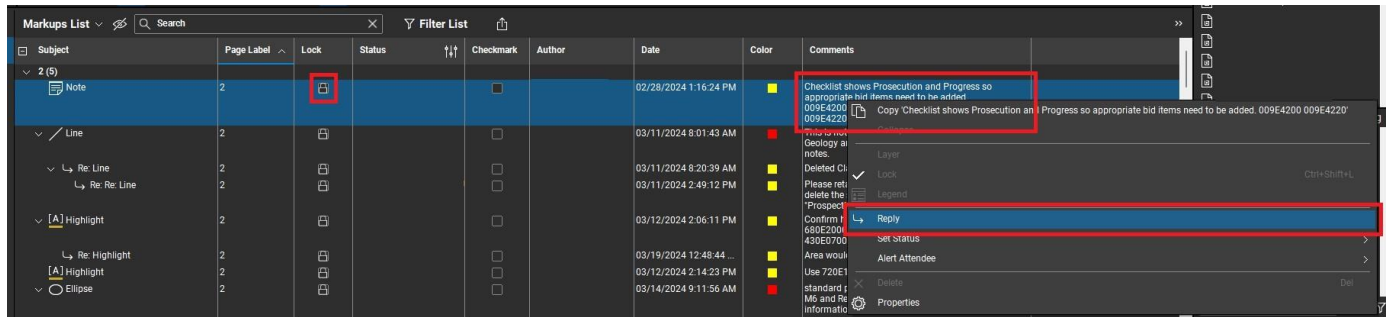 Markups List Search Filter List
Subject Page Label Lock Status Checkmark Author Date Color Comments
2 (5)
Note 2 02/28/2024 1:16:24 PM Checklist shows Prosecution and Progress so
appropriate bid items need to be added.
009E4200
009E4220
Copy 'Checklist shows Prosecution and Progress so appropriate bid items need to be added. 009E4200 009E4220'
Collapse
Line 2 03/11/2024 8:01:43 AM This is not
Geology a
notes.
Layer
Re: Line 2 03/11/2024 8:20:39 AM Deleted Cl
Lock Ctrl+Shift+L
Re: Re: Line 2 03/11/2024 2:49:12 PM Please reta
delete the
"Prospect
Legend
Highlight 2 03/12/2024 2:06:11 PM Confirm
680E200
430E0700
Reply
Set Status
Re: Highlight 2 03/19/2024 12:48:44 ... Area woul
Alert Attendee
Highlight 2 03/12/2024 2:14:23 PM Use 720E1
Delete Del
Ellipse 2 03/14/2024 9:11:56 AM standard
M6 and Re
informatio
Properties